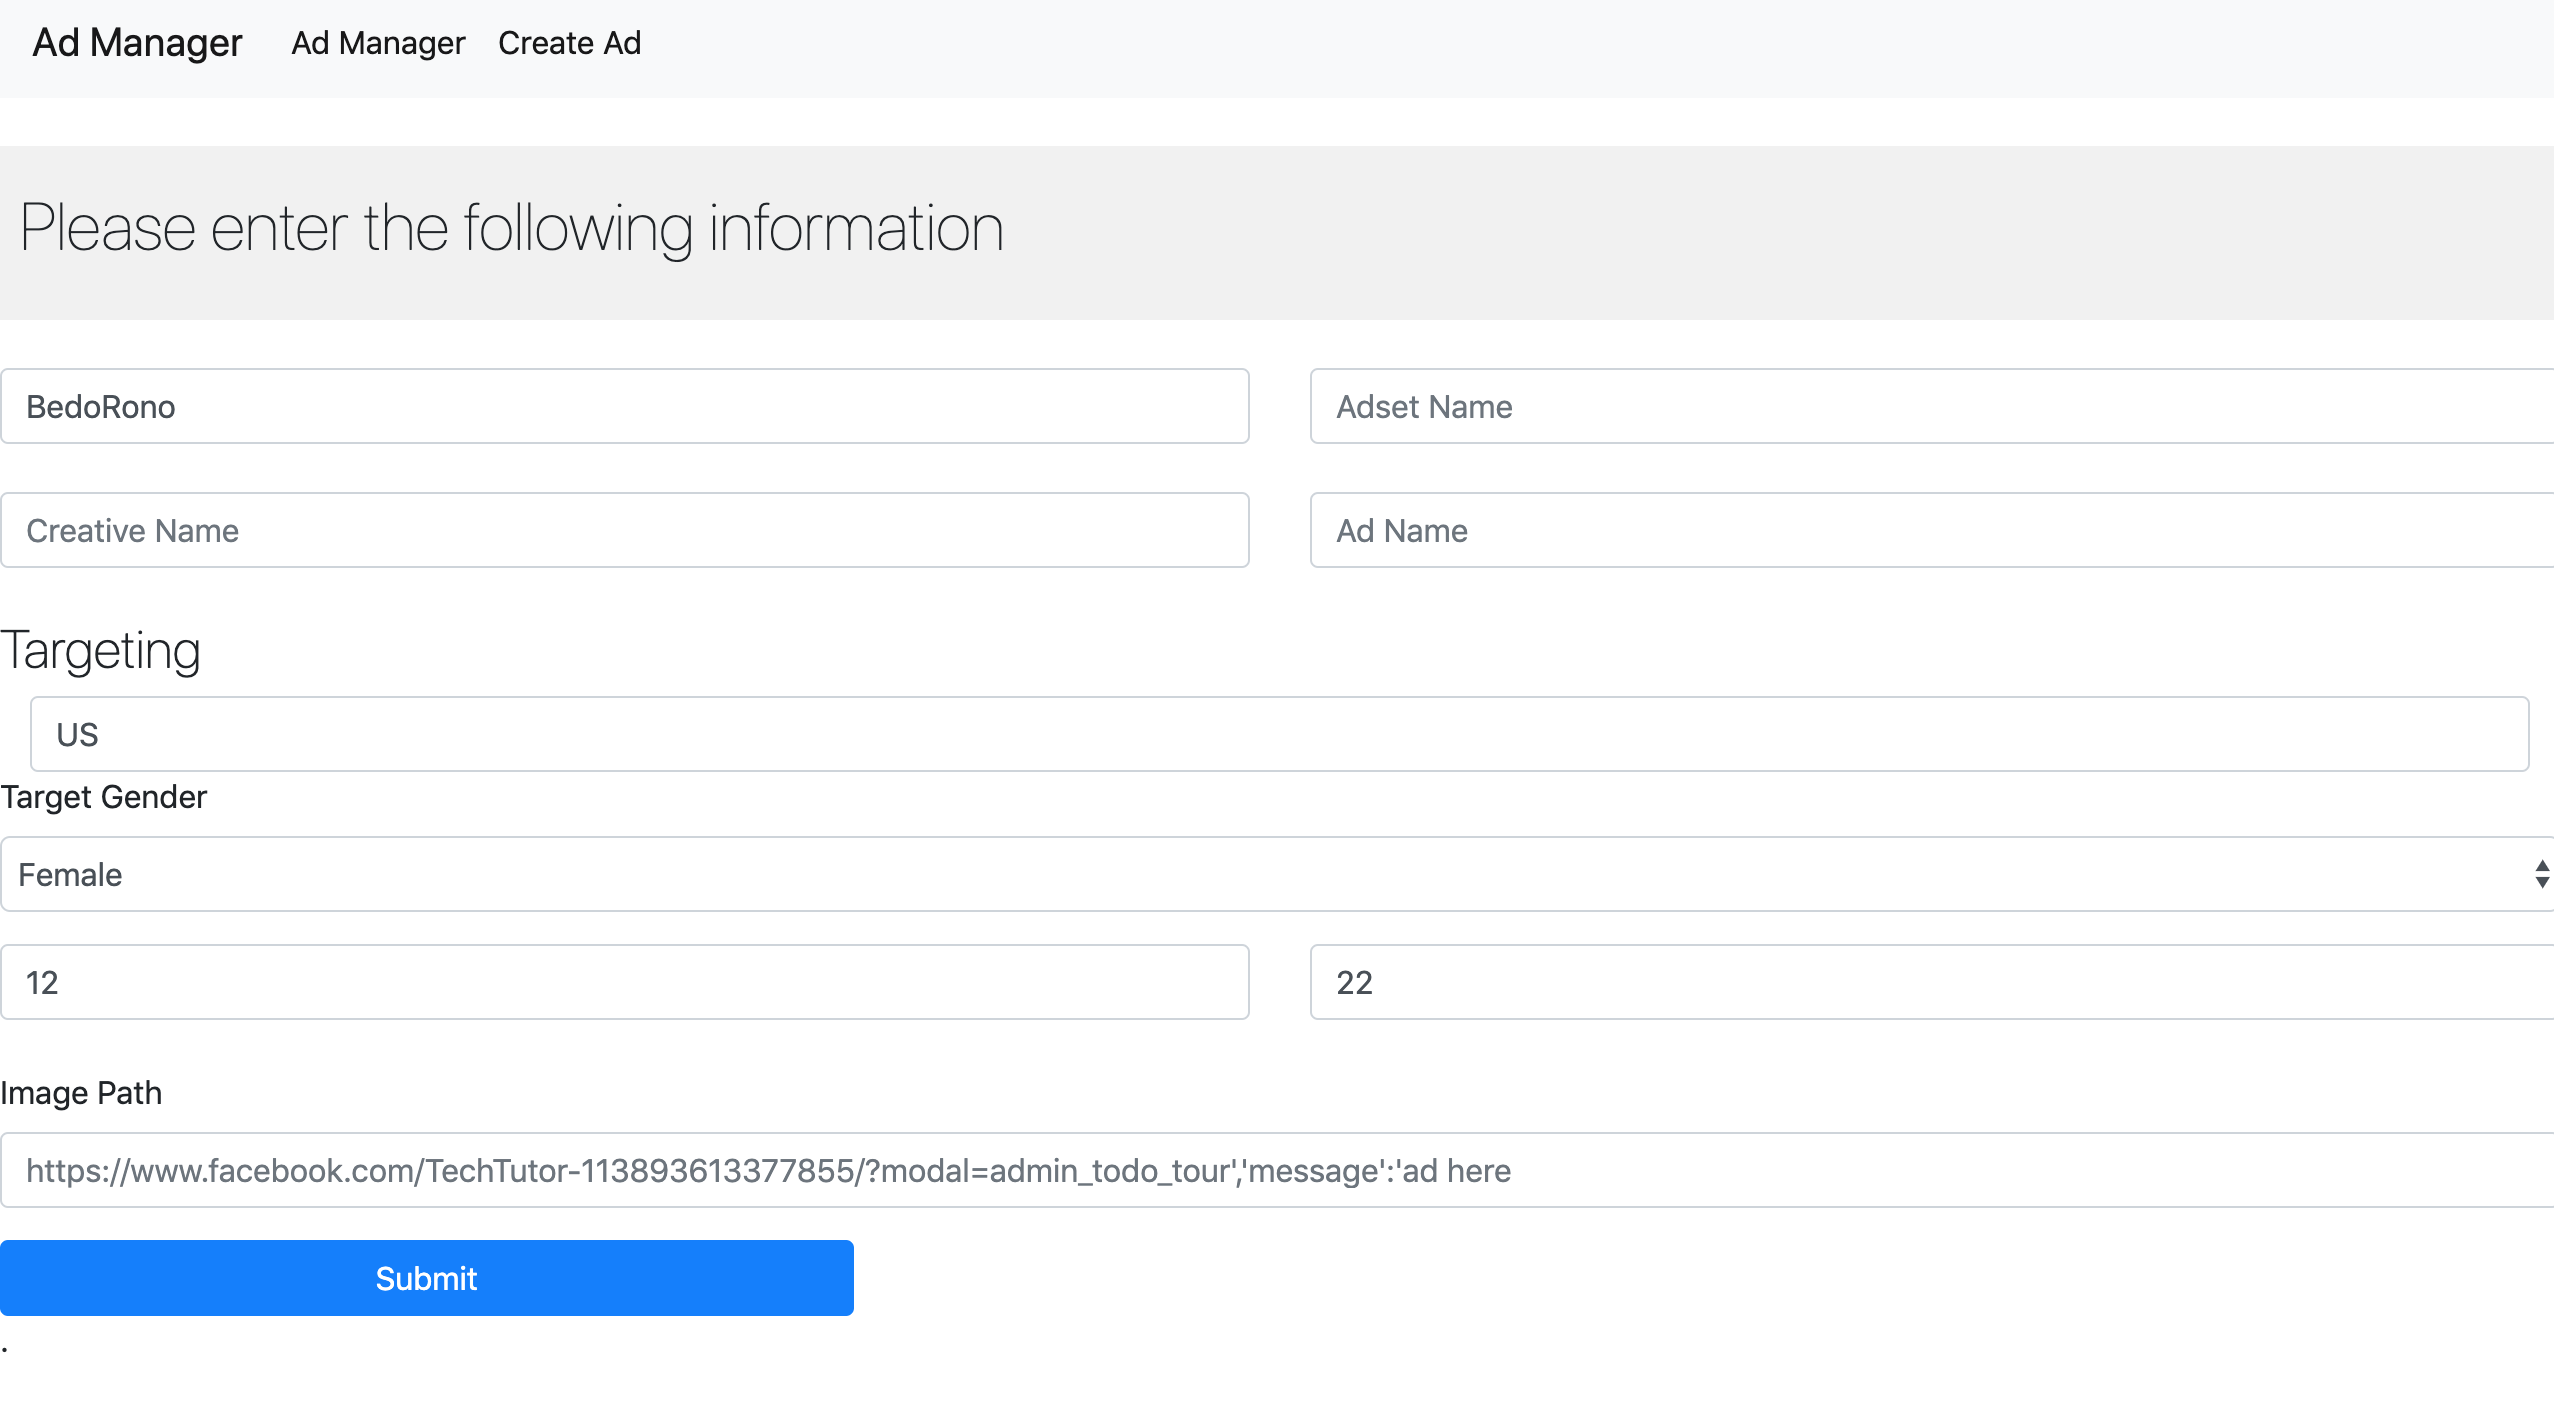 Ad Manager Ad Manager Create Ad
Please enter the following information
BedoRono Adset Name
Creative Name Ad Name
Targeting
US
Target Gender
Female
12 22
Image Path
https://www.facebook.com/TechTutor-113893613377855/?modal=admin_todo_tour','message':'ad here
Submit
.